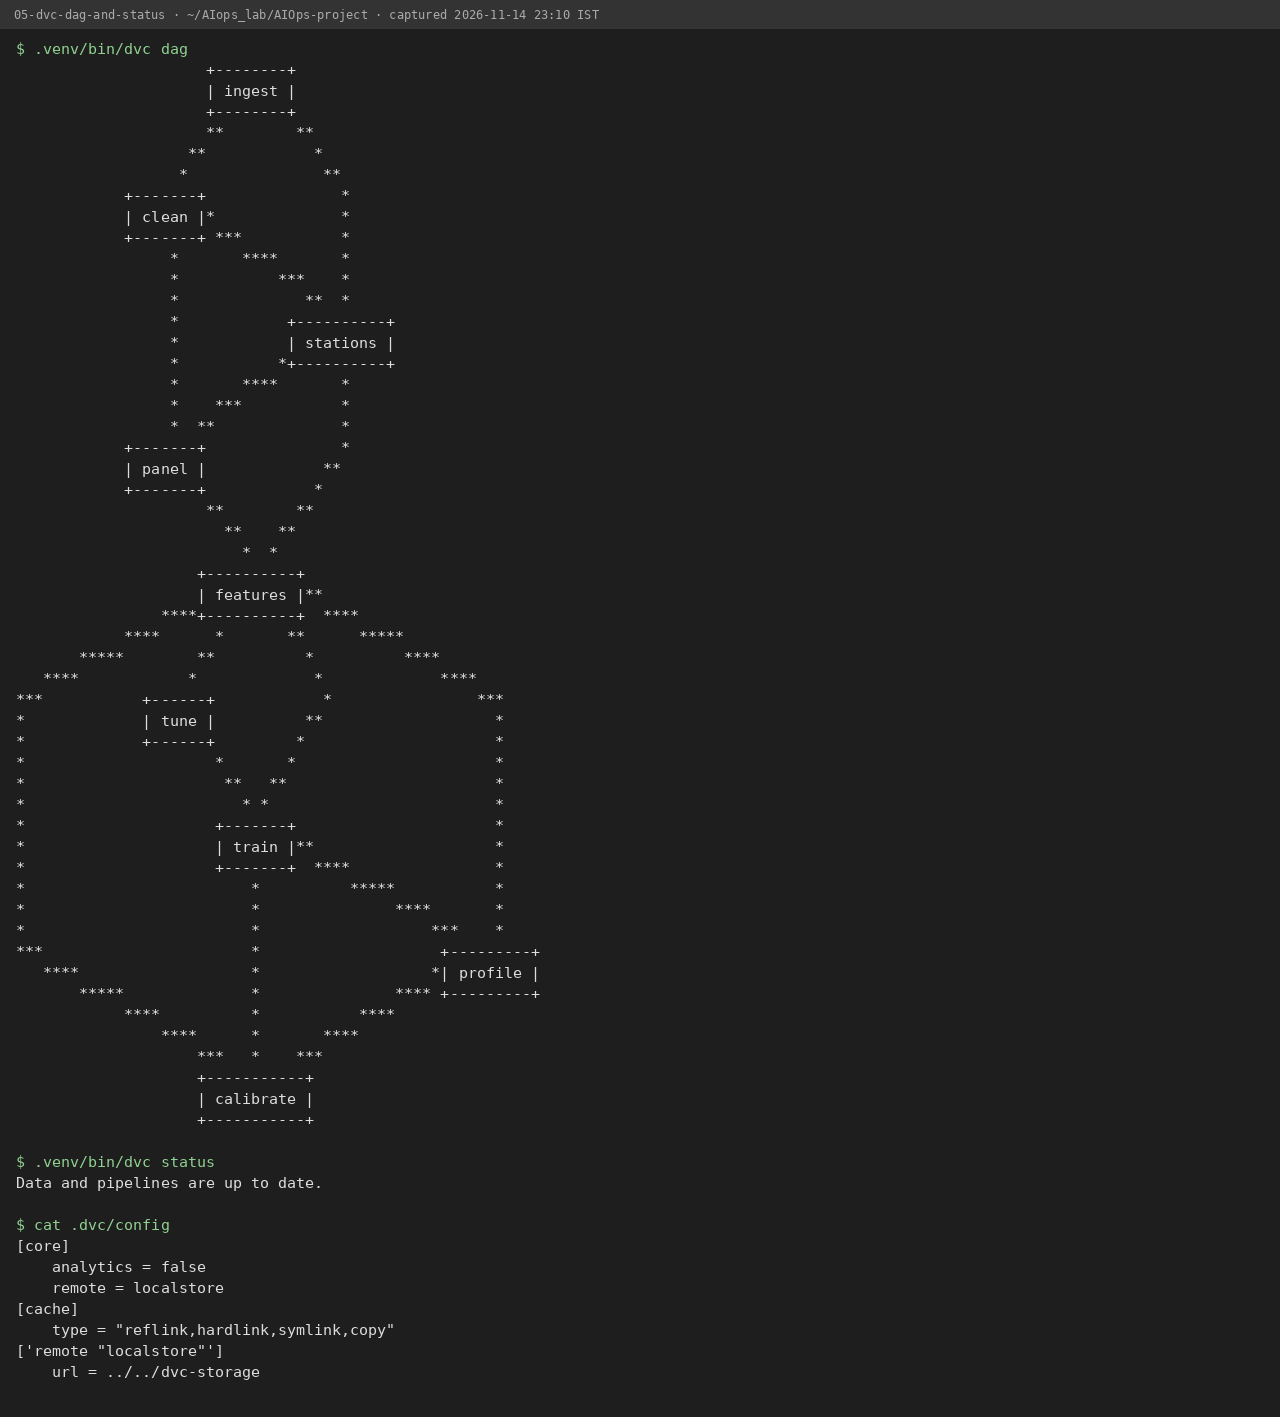 05-dvc-dag-and-status · ~/AIops_lab/AIOps-project · captured 2026-11-14 23:10 IST
$ .venv/bin/dvc dag
                     +--------+
                     | ingest |
                     +--------+
                     **        **
                   **            *
                  *               **
            +-------+               *
            | clean |*              *
            +-------+ ***           *
                 *       ****       *
                 *           ***    *
                 *              **  *
                 *            +----------+
                 *            | stations |
                 *           *+----------+
                 *       ****       *
                 *    ***           *
                 *  **              *
            +-------+               *
            | panel |             **
            +-------+            *
                     **        **
                       **    **
                         *  *
                    +----------+
                    | features |**
                ****+----------+  ****
            ****      *       **      *****
       *****        **          *          ****
   ****            *             *             ****
***           +------+            *                ***
*             | tune |          **                   *
*             +------+         *                     *
*                     *       *                      *
*                      **   **                       *
*                        * *                         *
*                     +-------+                      *
*                     | train |**                    *
*                     +-------+  ****                *
*                         *          *****           *
*                         *               ****       *
*                         *                   ***    *
***                       *                    +---------+
   ****                   *                   *| profile |
       *****              *               **** +---------+
            ****          *           ****
                ****      *       ****
                    ***   *    ***
                    +-----------+
                    | calibrate |
                    +-----------+
$ .venv/bin/dvc status
Data and pipelines are up to date.
$ cat .dvc/config
[core]
    analytics = false
    remote = localstore
[cache]
    type = "reflink,hardlink,symlink,copy"
['remote "localstore"']
    url = ../../dvc-storage